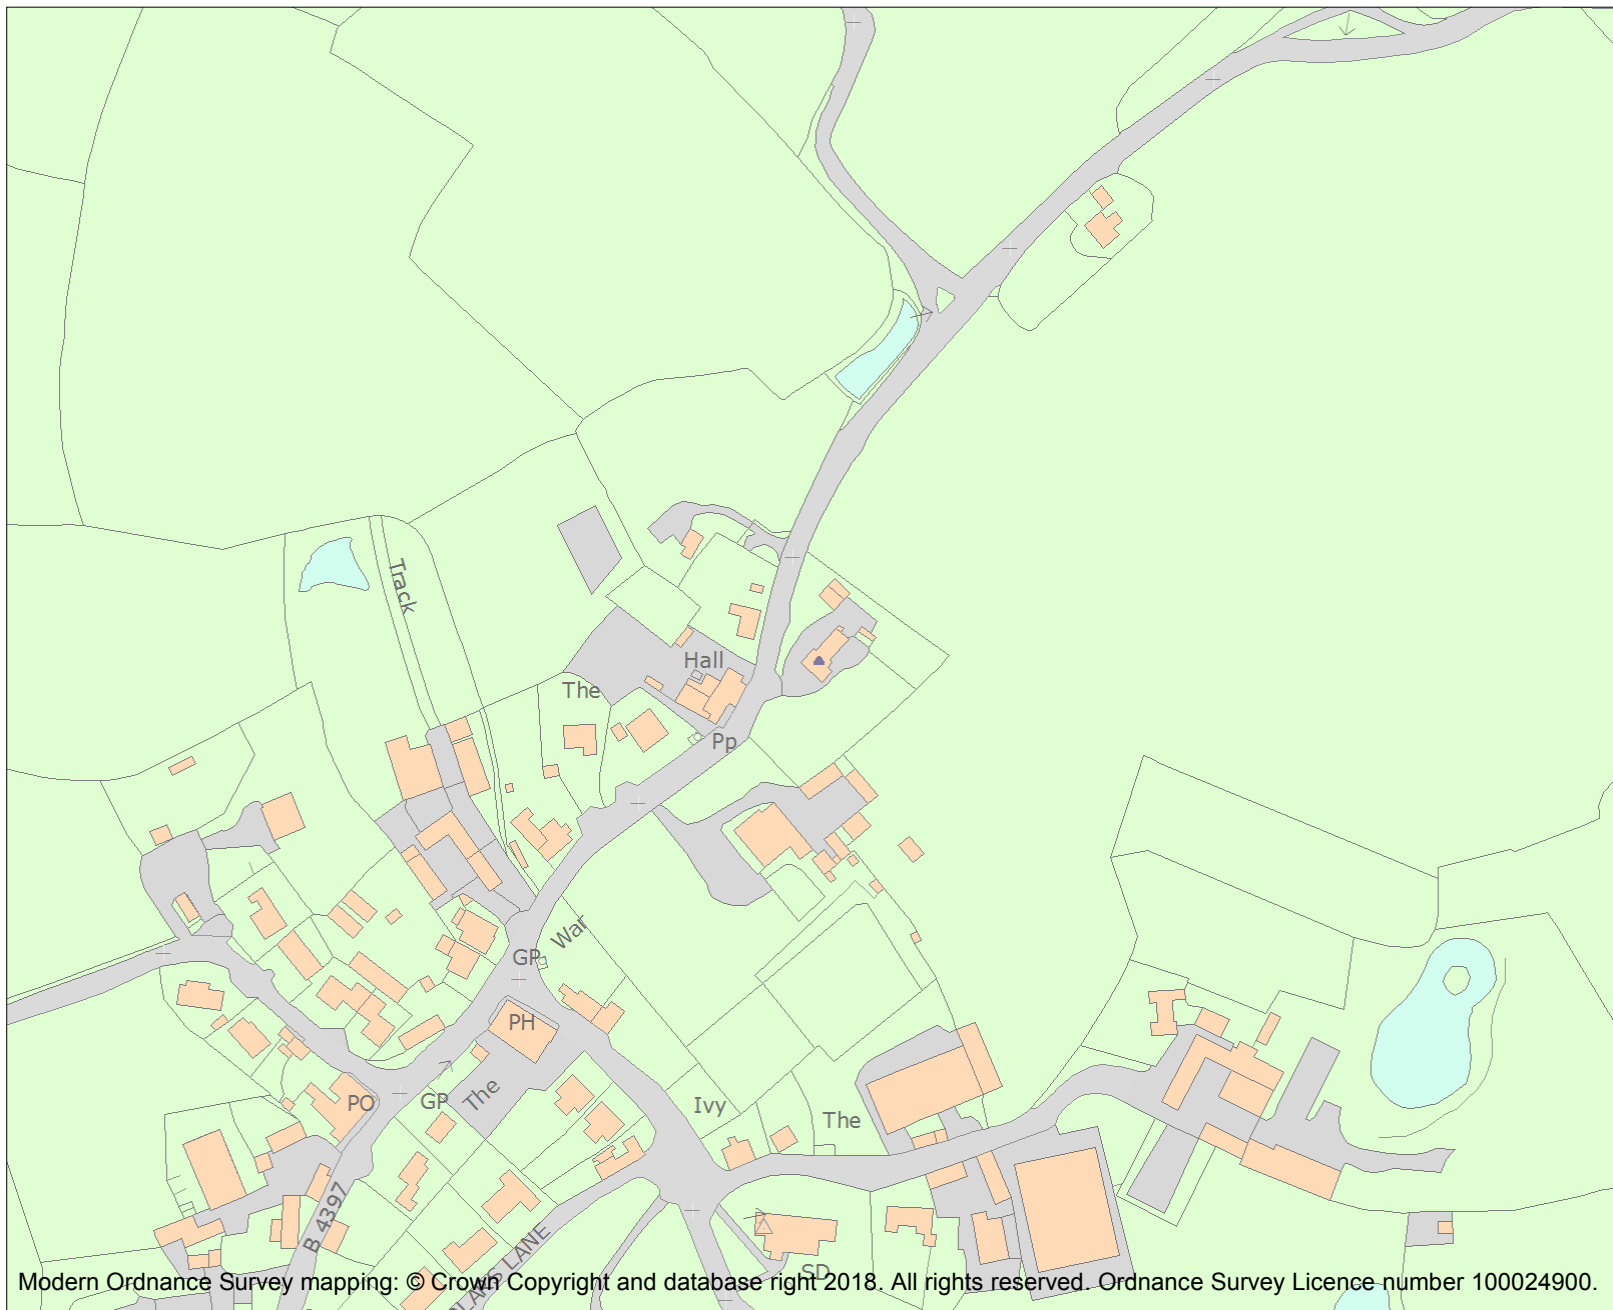 Track
Hall
The
Pp
War
GP
PH
The
GP
PO
Ivy
The
B 4397
LANE
SD
Modern Ordnance Survey mapping: © Crown Copyright and database right 2018. All rights reserved. Ordnance Survey Licence number 100024900.